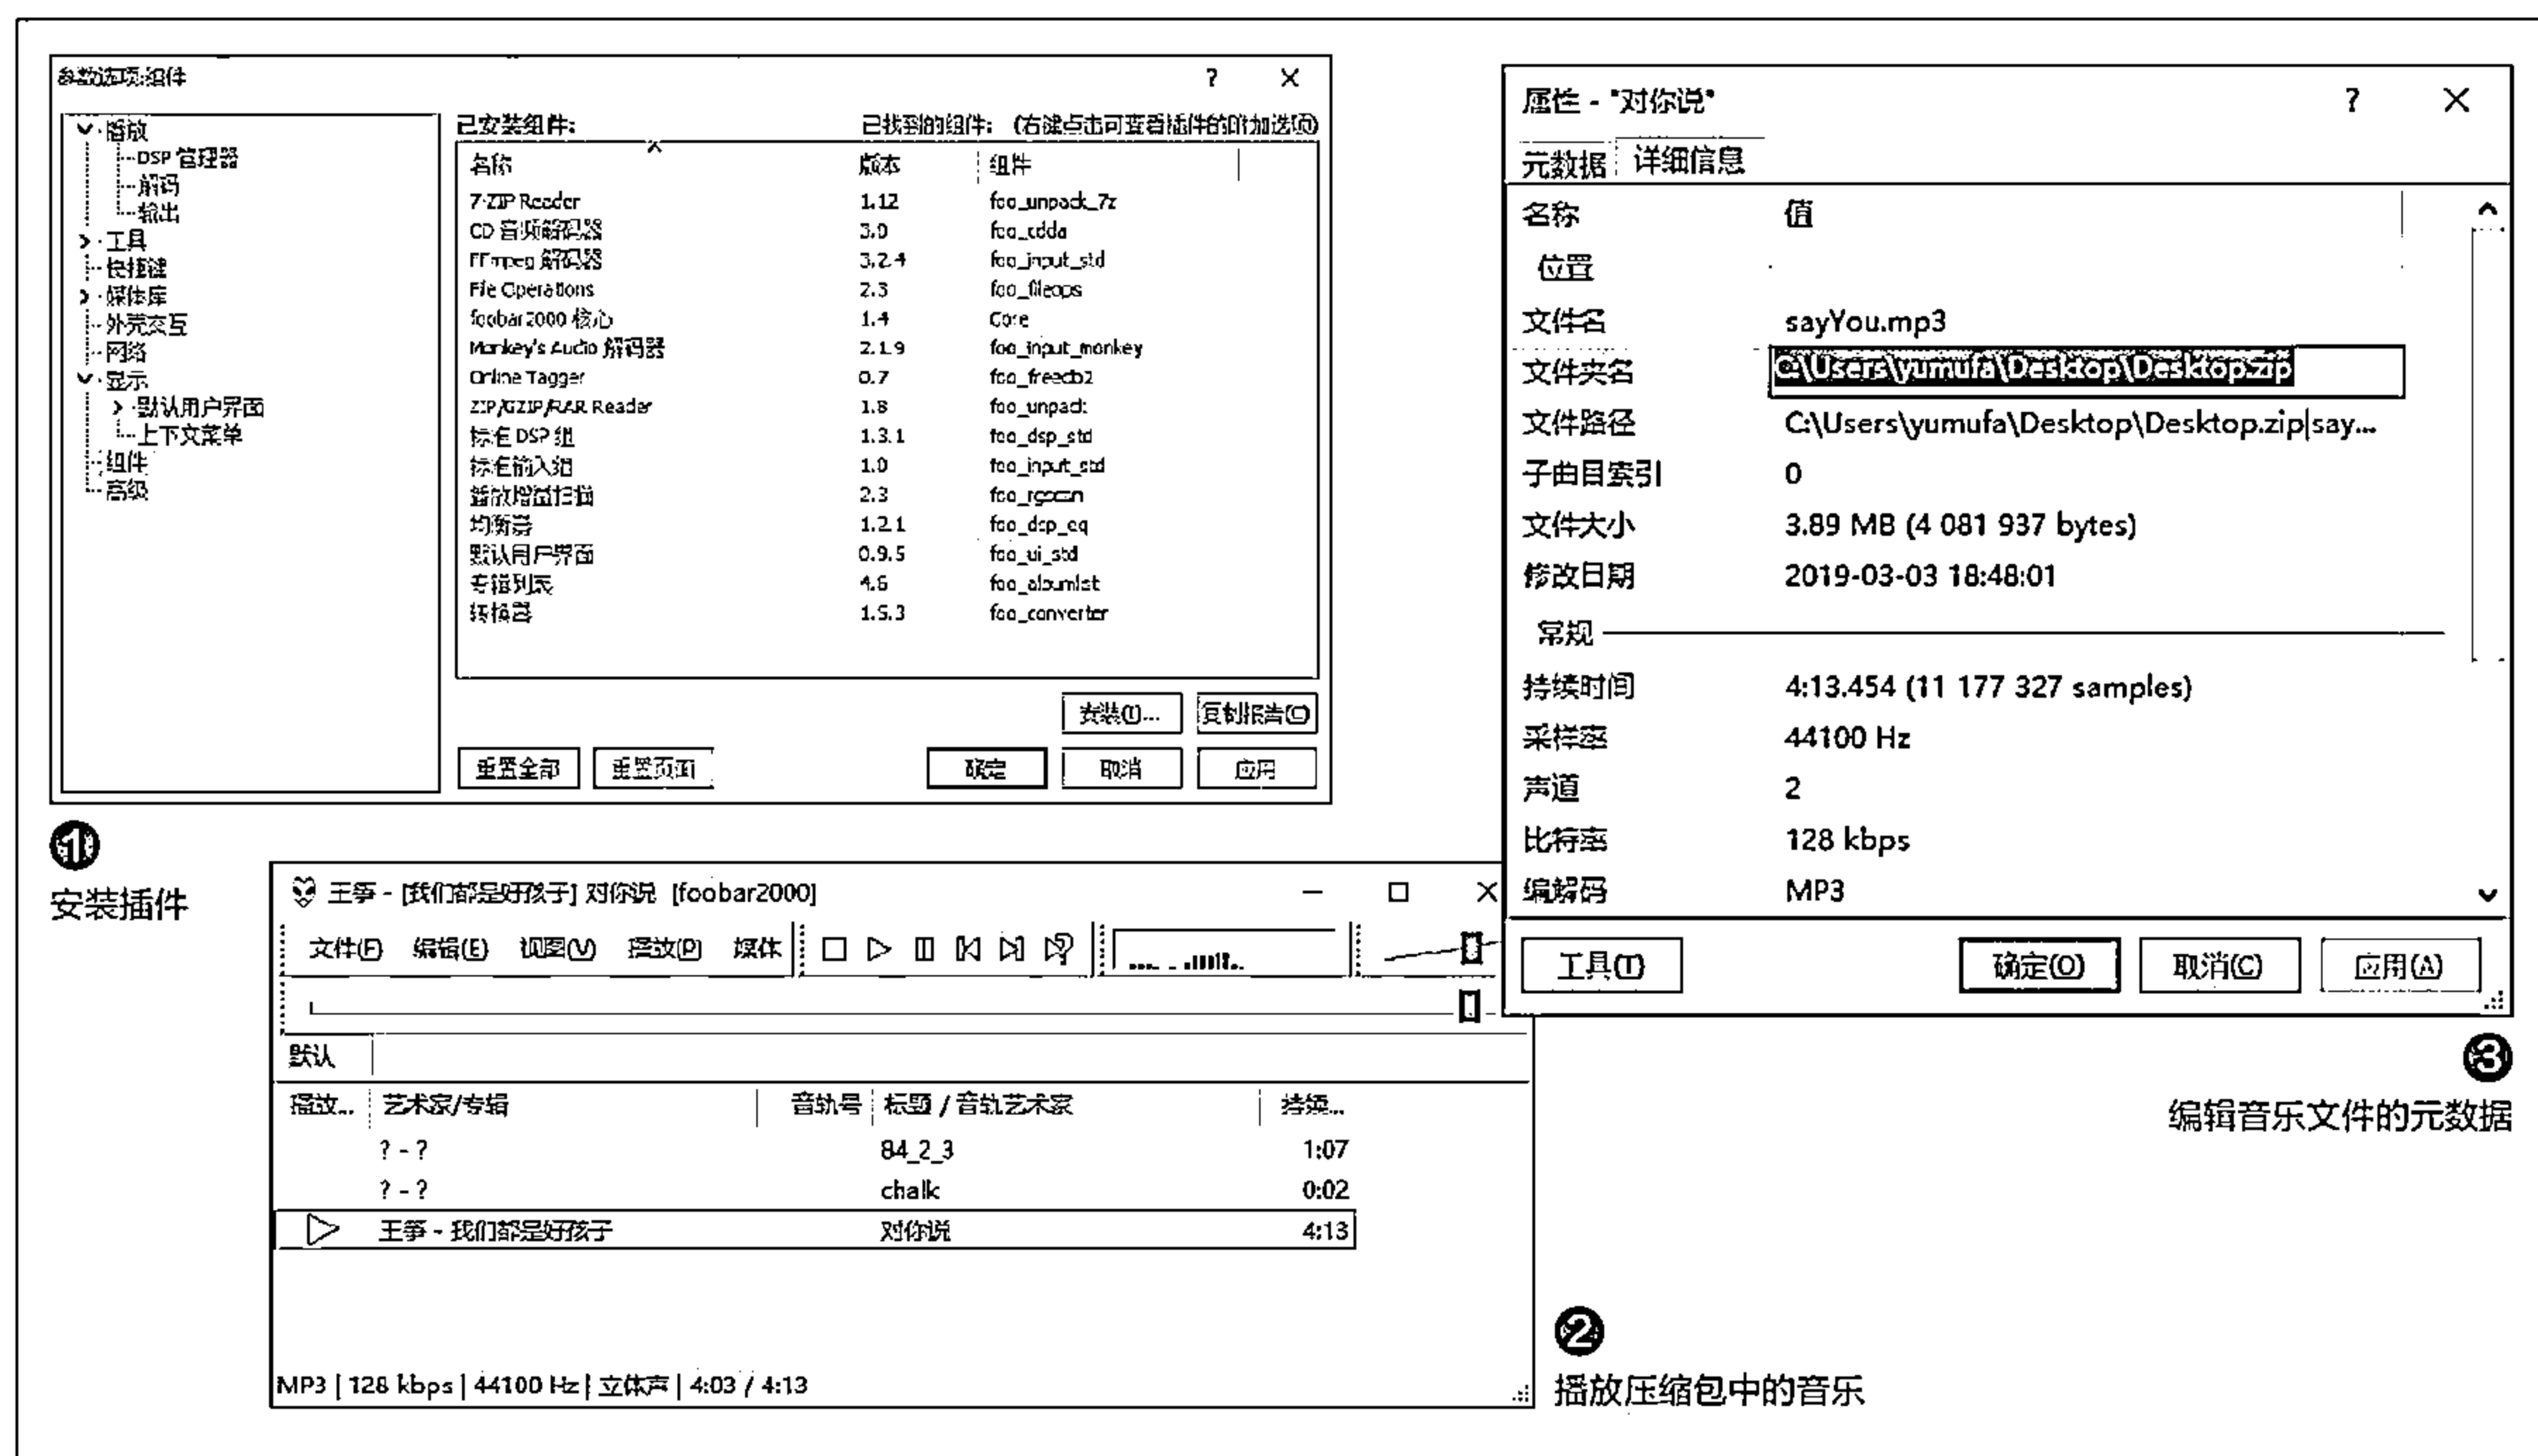 参数选项:组件 ? X
播放
DSP 管理器
解码
输出
工具
快捷键
媒体库
外壳交互
网络
显示
默认用户界面
上下文菜单
组件
高级
已安装组件: 已找到的组件: (右键点击可查看插件的附加选项)
名称 版本 组件
7-ZIP Reader 1.12 foo_unpack_7z
CD 音频解码器 3.0 foo_cdda
FFmpeg 解码器 3.2.4 foo_input_std
File Operations 2.3 foo_fileops
foobar2000 核心 1.4 Core
Monkey's Audio 解码器 2.1.9 foo_input_monkey
Online Tagger 0.7 foo_freedb2
ZIP/GZIP/RAR Reader 1.8 foo_unpack
标准 DSP 组 1.3.1 foo_dsp_std
标准输入组 1.0 foo_input_std
播放增益扫描 2.3 foo_rgscan
均衡器 1.2.1 foo_dsp_eq
默认用户界面 0.9.5 foo_ui_std
专辑列表 4.6 foo_albumlist
转换器 1.5.3 foo_converter
安装(I)... 复制报告(C)
重置全部 重置页面 确定 取消 应用
❶
安装插件
王筝 - [我们都是好孩子] 对你说 [foobar2000]
文件(F) 编辑(E) 视图(V) 播放(P) 媒体
默认
播放... 艺术家/专辑 音轨号 标题 / 音轨艺术家 持续...
? - ? 84_2_3 1:07
? - ? chalk 0:02
王筝 - 我们都是好孩子 对你说 4:13
MP3 | 128 kbps | 44100 Hz | 立体声 | 4:03 / 4:13
❷
播放压缩包中的音乐
属性 - "对你说" ? X
元数据 详细信息
名称 值
位置
文件名 sayYou.mp3
文件夹名 C:\Users\yumufa\Desktop\Desktop.zip
文件路径 C:\Users\yumufa\Desktop\Desktop.zip|say...
子曲目索引 0
文件大小 3.89 MB (4 081 937 bytes)
修改日期 2019-03-03 18:48:01
常规
持续时间 4:13.454 (11 177 327 samples)
采样率 44100 Hz
声道 2
比特率 128 kbps
编解码 MP3
工具(T) 确定(O) 取消(C) 应用(A)
❸
编辑音乐文件的元数据